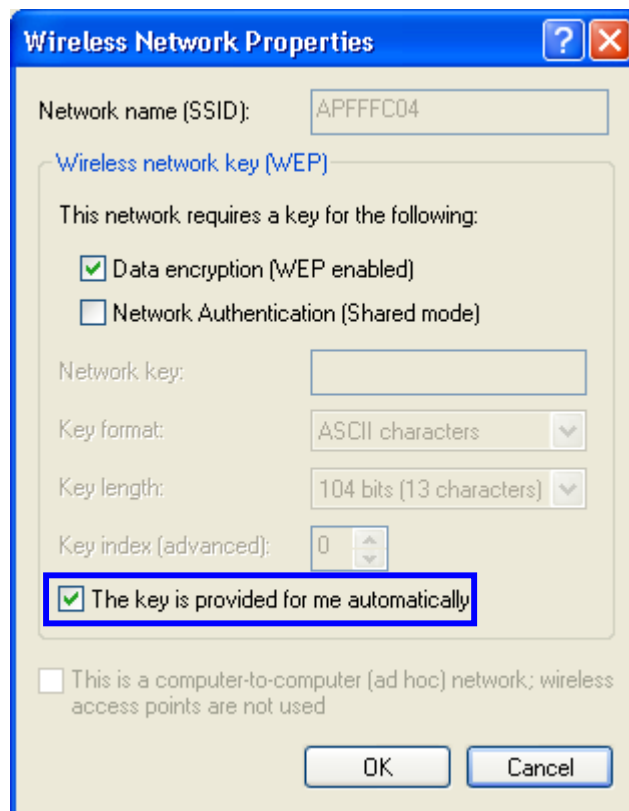 Wireless Network Properties
Network name (SSID): APFFFC04
Wireless network key (WEP)
This network requires a key for the following:
Data encryption (WEP enabled)
Network Authentication (Shared mode)
Network key:
Key format: ASCII characters
Key length: 104 bits (13 characters)
Key index (advanced): 0
The key is provided for me automatically
This is a computer-to-computer (ad hoc) network; wireless
access points are not used
OK Cancel